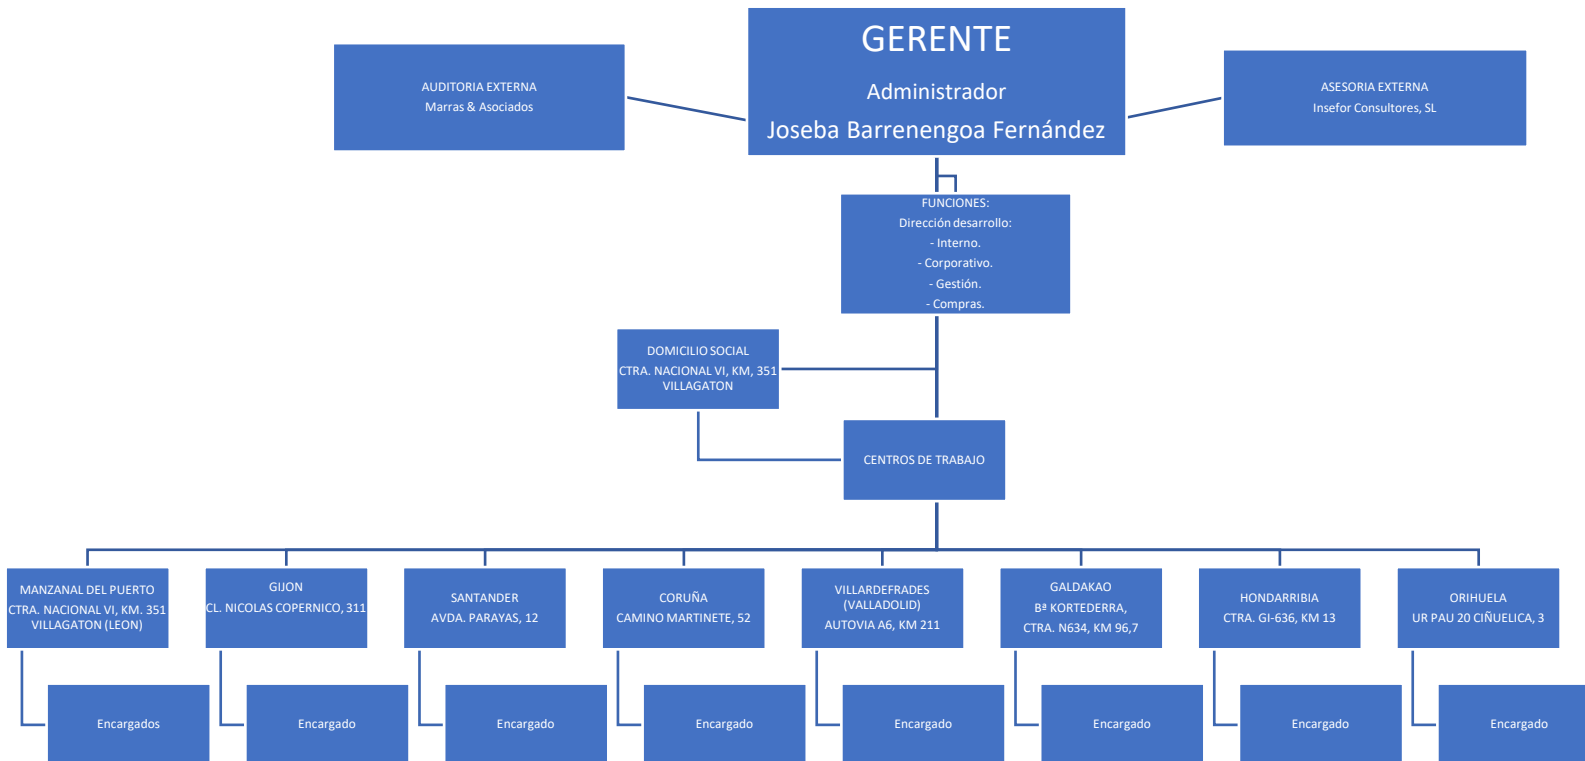 GERENTE
Administrador
Joseba Barrenengoa Fernández
AUDITORIA EXTERNA
Marras & Asociados
ASESORIA EXTERNA
Insefor Consultores, SL
FUNCIONES:
Dirección desarrollo:
- Interno.
- Corporativo.
- Gestión.
- Compras.
DOMICILIO SOCIAL
CTRA. NACIONAL VI, KM, 351
VILLAGATON
CENTROS DE TRABAJO
MANZANAL DEL PUERTO
CTRA. NACIONAL VI, KM. 351
VILLAGATON (LEON)
GIJON
CL. NICOLAS COPERNICO, 311
SANTANDER
AVDA. PARAYAS, 12
CORUÑA
CAMINO MARTINETE, 52
VILLARDEFRADES
(VALLADOLID)
AUTOVIA A6, KM 211
GALDAKAO
Bª KORTEDERRA,
CTRA. N634, KM 96,7
HONDARRIBIA
CTRA. GI-636, KM 13
ORIHUELA
UR PAU 20 CIÑUELICA, 3
Encargados
Encargado
Encargado
Encargado
Encargado
Encargado
Encargado
Encargado